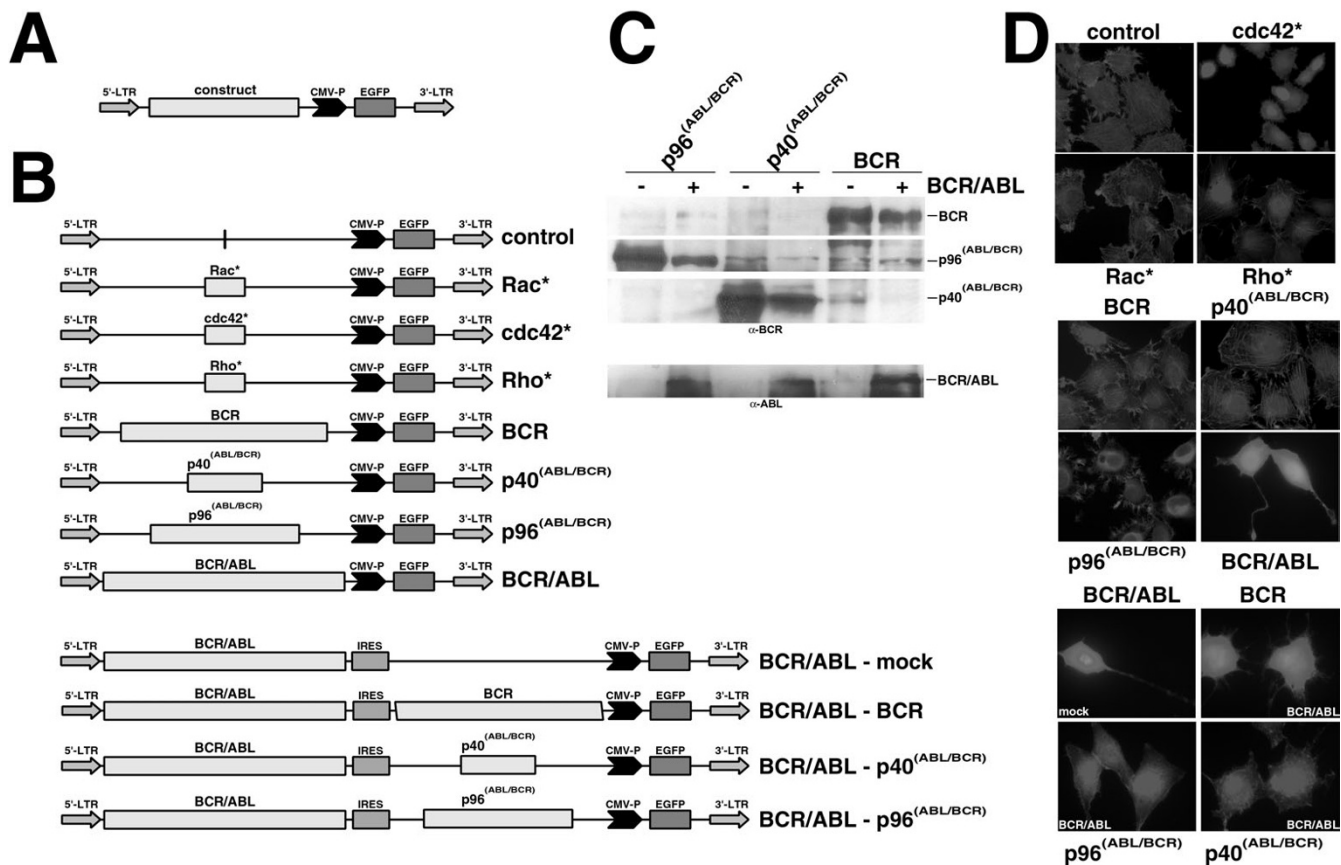 A
5'-LTR construct CMV-P EGFP 3'-LTR
B
5'-LTR CMV-P EGFP 3'-LTR control
5'-LTR Rac* CMV-P EGFP 3'-LTR Rac*
5'-LTR cdc42* CMV-P EGFP 3'-LTR cdc42*
5'-LTR Rho* CMV-P EGFP 3'-LTR Rho*
5'-LTR BCR CMV-P EGFP 3'-LTR BCR
5'-LTR p40(ABL/BCR) CMV-P EGFP 3'-LTR p40(ABL/BCR)
5'-LTR p96(ABL/BCR) CMV-P EGFP 3'-LTR p96(ABL/BCR)
5'-LTR BCR/ABL CMV-P EGFP 3'-LTR BCR/ABL
5'-LTR BCR/ABL IRES CMV-P EGFP 3'-LTR BCR/ABL - mock
5'-LTR BCR/ABL IRES BCR CMV-P EGFP 3'-LTR BCR/ABL - BCR
5'-LTR BCR/ABL IRES p40(ABL/BCR) CMV-P EGFP 3'-LTR BCR/ABL - p40(ABL/BCR)
5'-LTR BCR/ABL IRES p96(ABL/BCR) CMV-P EGFP 3'-LTR BCR/ABL - p96(ABL/BCR)
C
p96(ABL/BCR) p40(ABL/BCR) BCR
- + - + - + BCR/ABL
BCR
p96(ABL/BCR)
p40(ABL/BCR)
α-BCR
BCR/ABL
α-ABL
D
control cdc42*
Rac* Rho*
BCR p40(ABL/BCR)
p96(ABL/BCR) BCR/ABL
BCR/ABL BCR
mock BCR/ABL
BCR/ABL BCR/ABL
p96(ABL/BCR) p40(ABL/BCR)